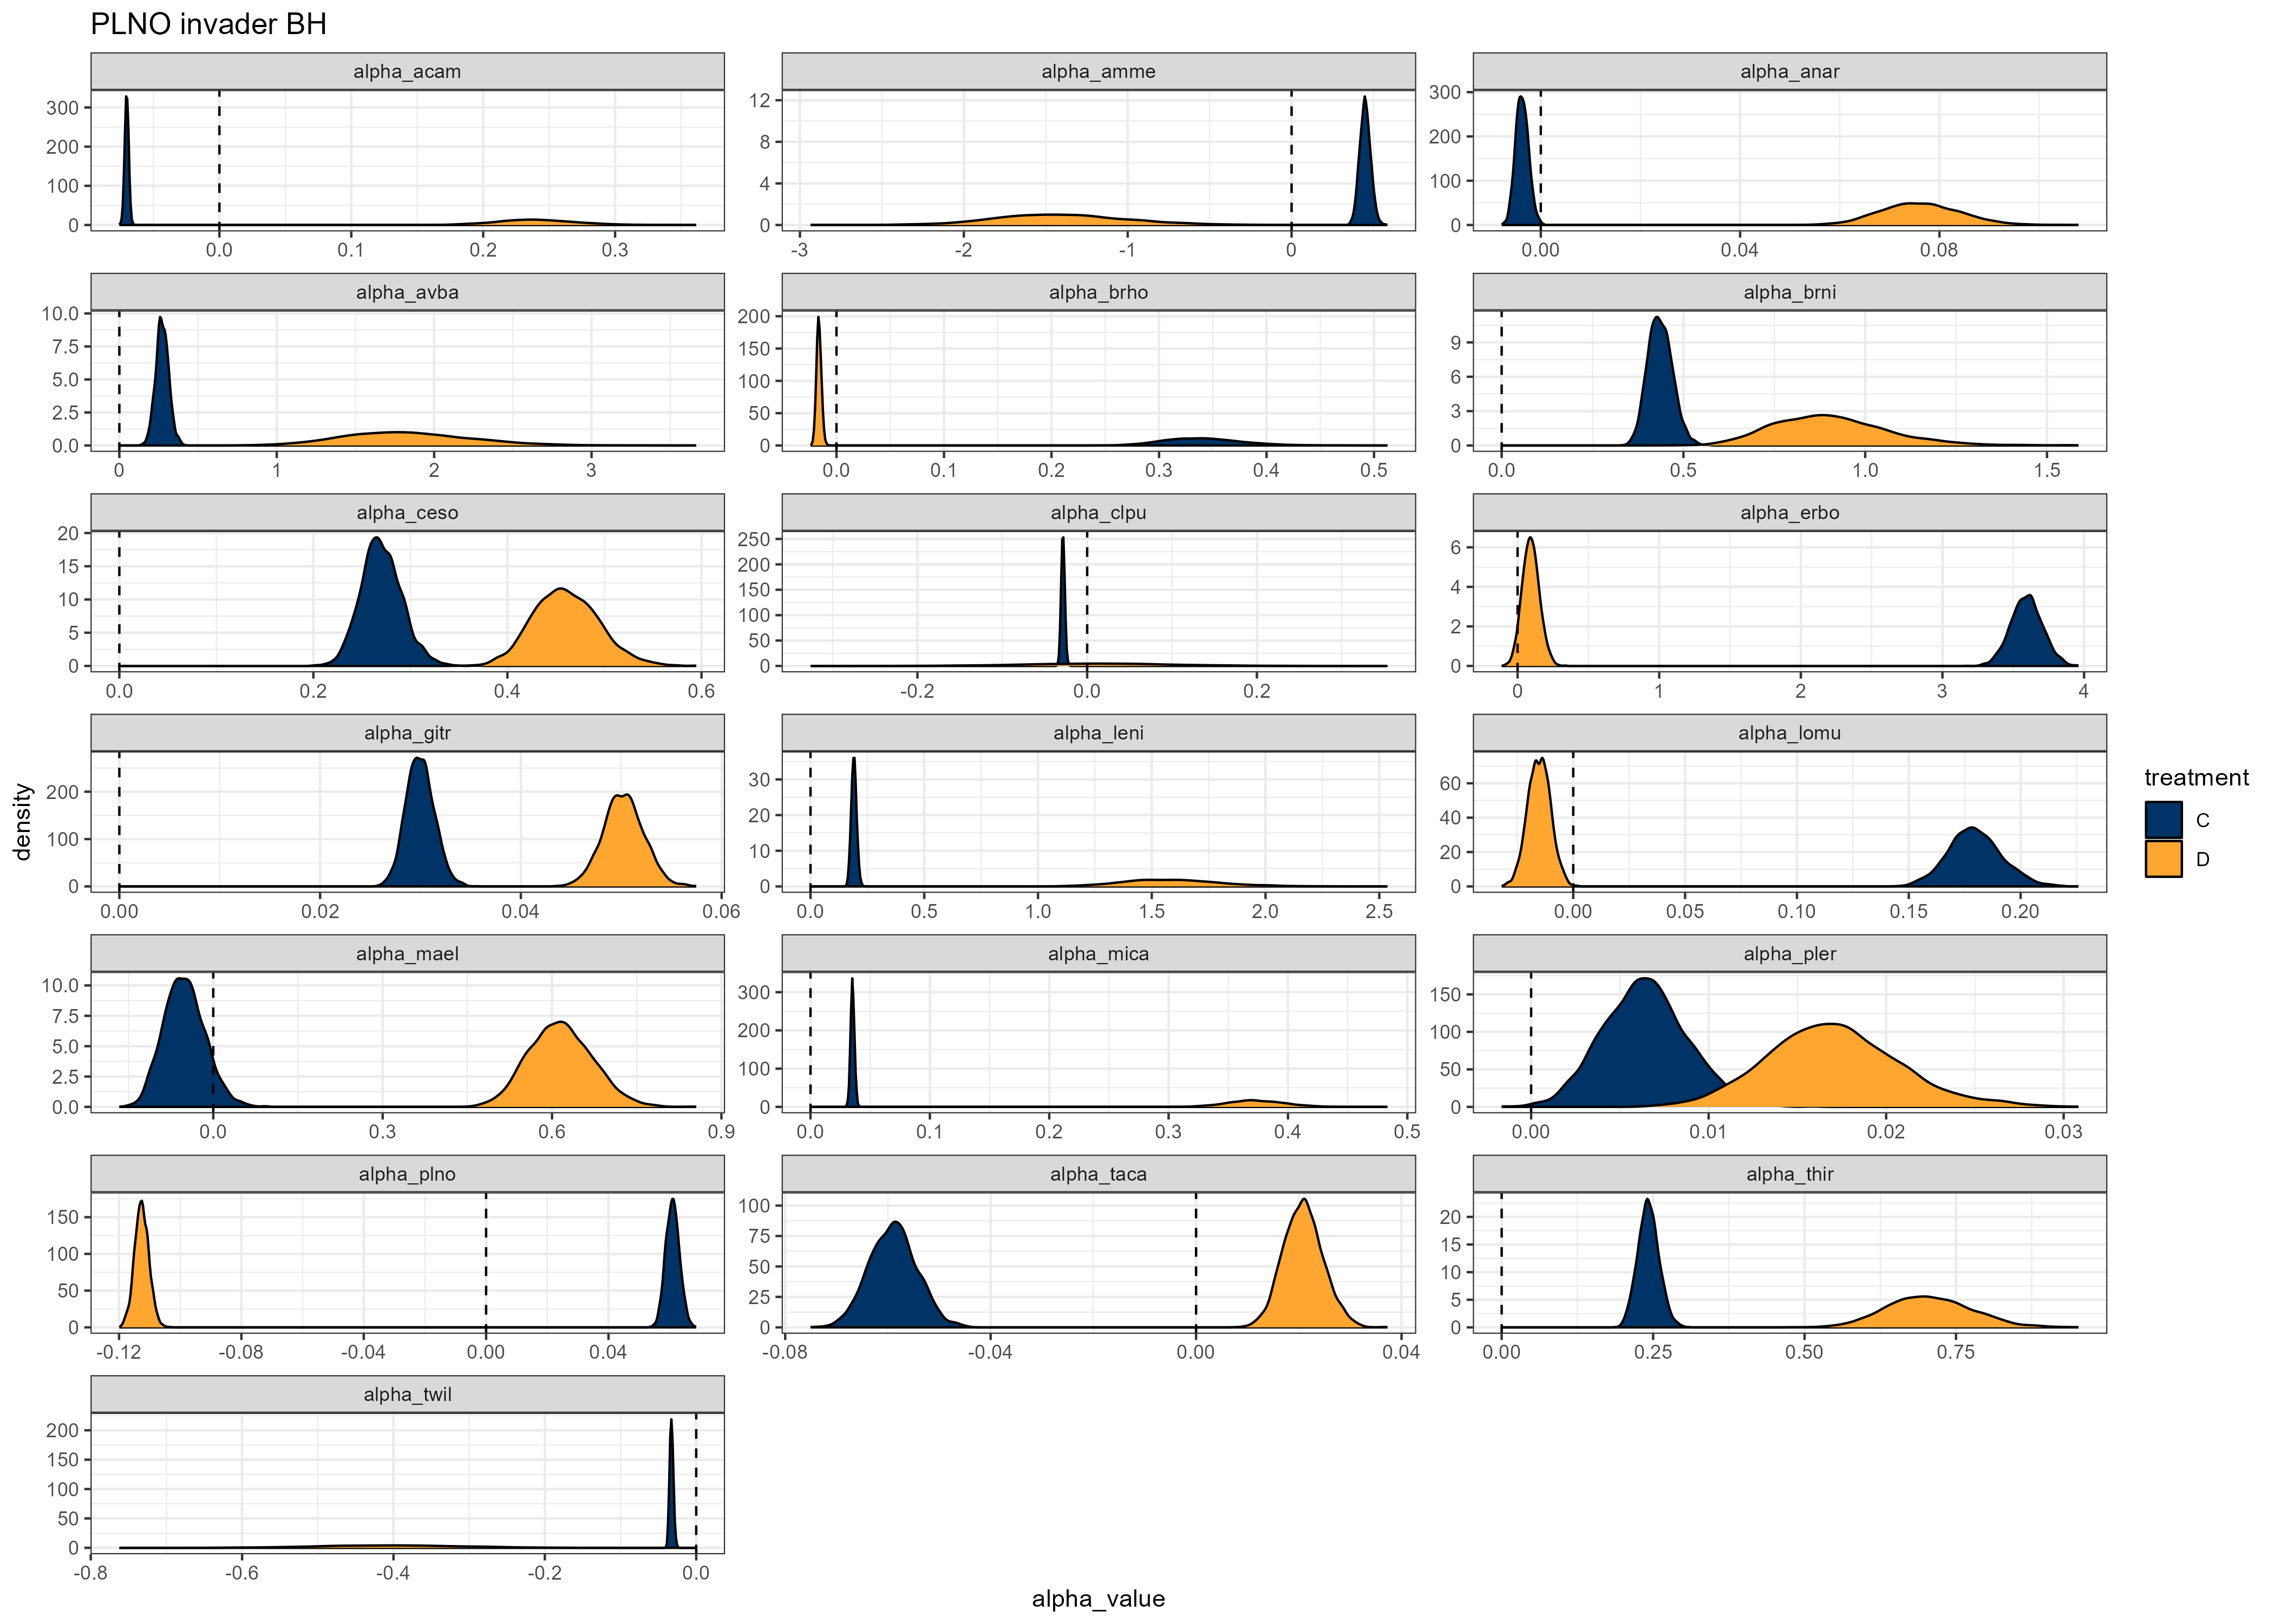 PLNO invader BH
alpha_acam
alpha_amme
alpha_anar
300
200
100
0
0.0 0.1 0.2 0.3
12
8
4
0
-3 -2 -1 0
300
200
100
0
0.00 0.04 0.08
alpha_avba
alpha_brho
alpha_brni
10.0
7.5
5.0
2.5
0.0
0 1 2 3
200
150
100
50
0
0.0 0.1 0.2 0.3 0.4 0.5
9
6
3
0
0.0 0.5 1.0 1.5
alpha_ceso
alpha_clpu
alpha_erbo
20
15
10
5
0
0.0 0.2 0.4 0.6
250
200
150
100
50
0
-0.2 0.0 0.2
6
4
2
0
0 1 2 3 4
alpha_gitr
alpha_leni
alpha_lomu
200
100
0
0.00 0.02 0.04 0.06
30
20
10
0
0.0 0.5 1.0 1.5 2.0 2.5
60
40
20
0
0.00 0.05 0.10 0.15 0.20
alpha_mael
alpha_mica
alpha_pler
10.0
7.5
5.0
2.5
0.0
0.0 0.3 0.6 0.9
300
200
100
0
0.0 0.1 0.2 0.3 0.4 0.5
150
100
50
0
0.00 0.01 0.02 0.03
alpha_plno
alpha_taca
alpha_thir
150
100
50
0
-0.12 -0.08 -0.04 0.00 0.04
100
75
50
25
0
-0.08 -0.04 0.00 0.04
20
15
10
5
0
0.00 0.25 0.50 0.75
alpha_twil
200
150
100
50
0
-0.8 -0.6 -0.4 -0.2 0.0
density
alpha_value
treatment
C
D